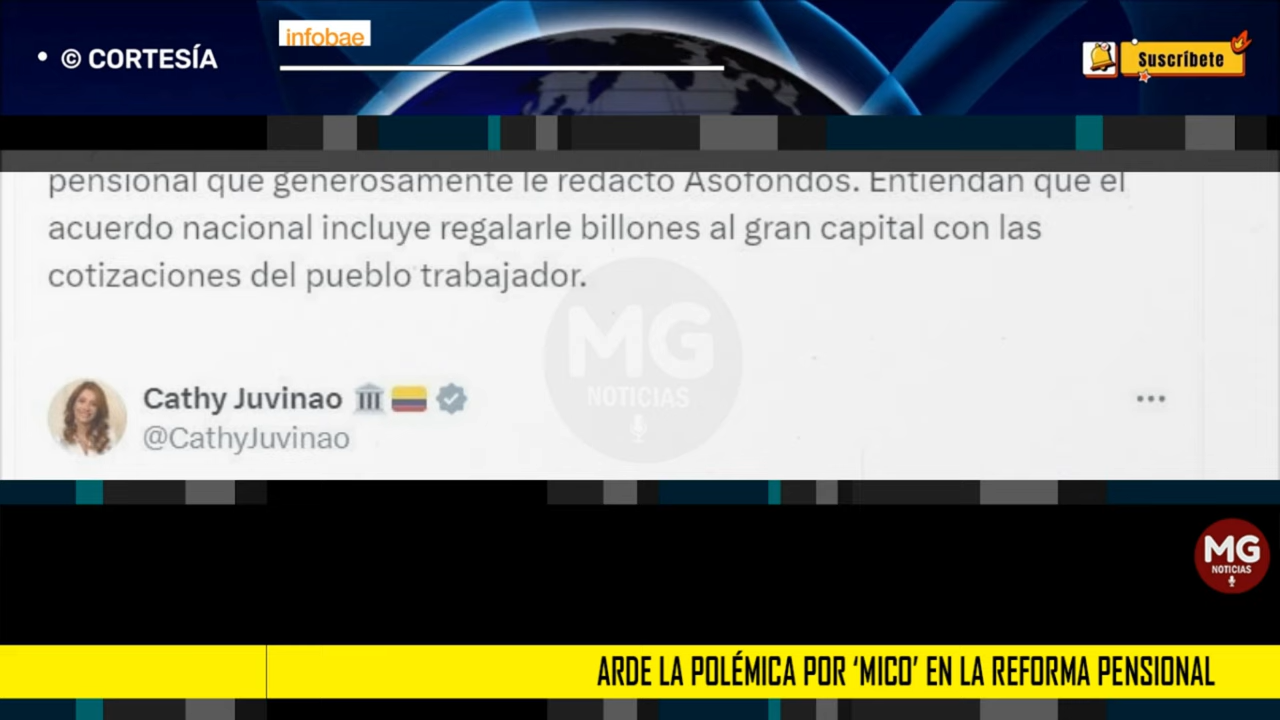 © CORTESÍA
infobae
Suscríbete
pensional que generosamente le redacto Asofondos. Entiendan que el
acuerdo nacional incluye regalarle billones al gran capital con las
cotizaciones del pueblo trabajador.
MG
NOTICIAS
Cathy Juvinao
@CathyJuvinao
MG
NOTICIAS
ARDE LA POLÉMICA POR ‘MICO’ EN LA REFORMA PENSIONAL